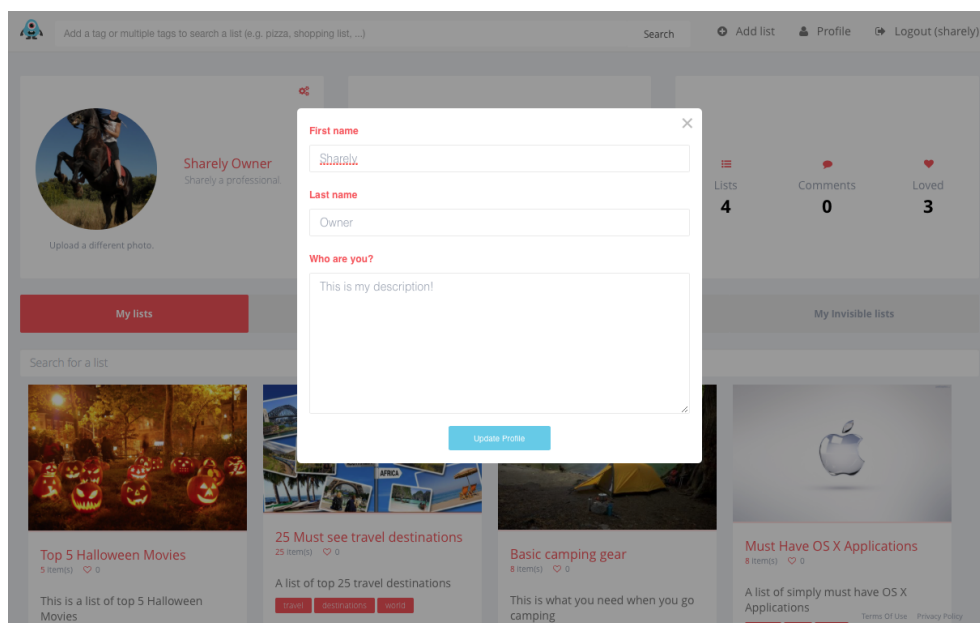 Add a tag or multiple tags to search a list (e.g. pizza, shopping list, ...)
Search
Add list
Profile
Logout (sharely)
Sharely Owner
Sharely a professional.
Upload a different photo.
First name
Sharely
Last name
Owner
Who are you?
This is my description!
Update Profile
Lists
Comments
Loved
4
0
3
My lists
My Invisible lists
Search for a list
AFRICA
Top 5 Halloween Movies
5 item(s) 0
This is a list of top 5 Halloween
Movies
25 Must see travel destinations
25 item(s) 0
A list of top 25 travel destinations
travel destinations world
Basic camping gear
8 item(s) 0
This is what you need when you go
camping
Must Have OS X Applications
8 item(s) 0
A list of simply must have OS X
Applications
Terms Of Use Privacy Policy